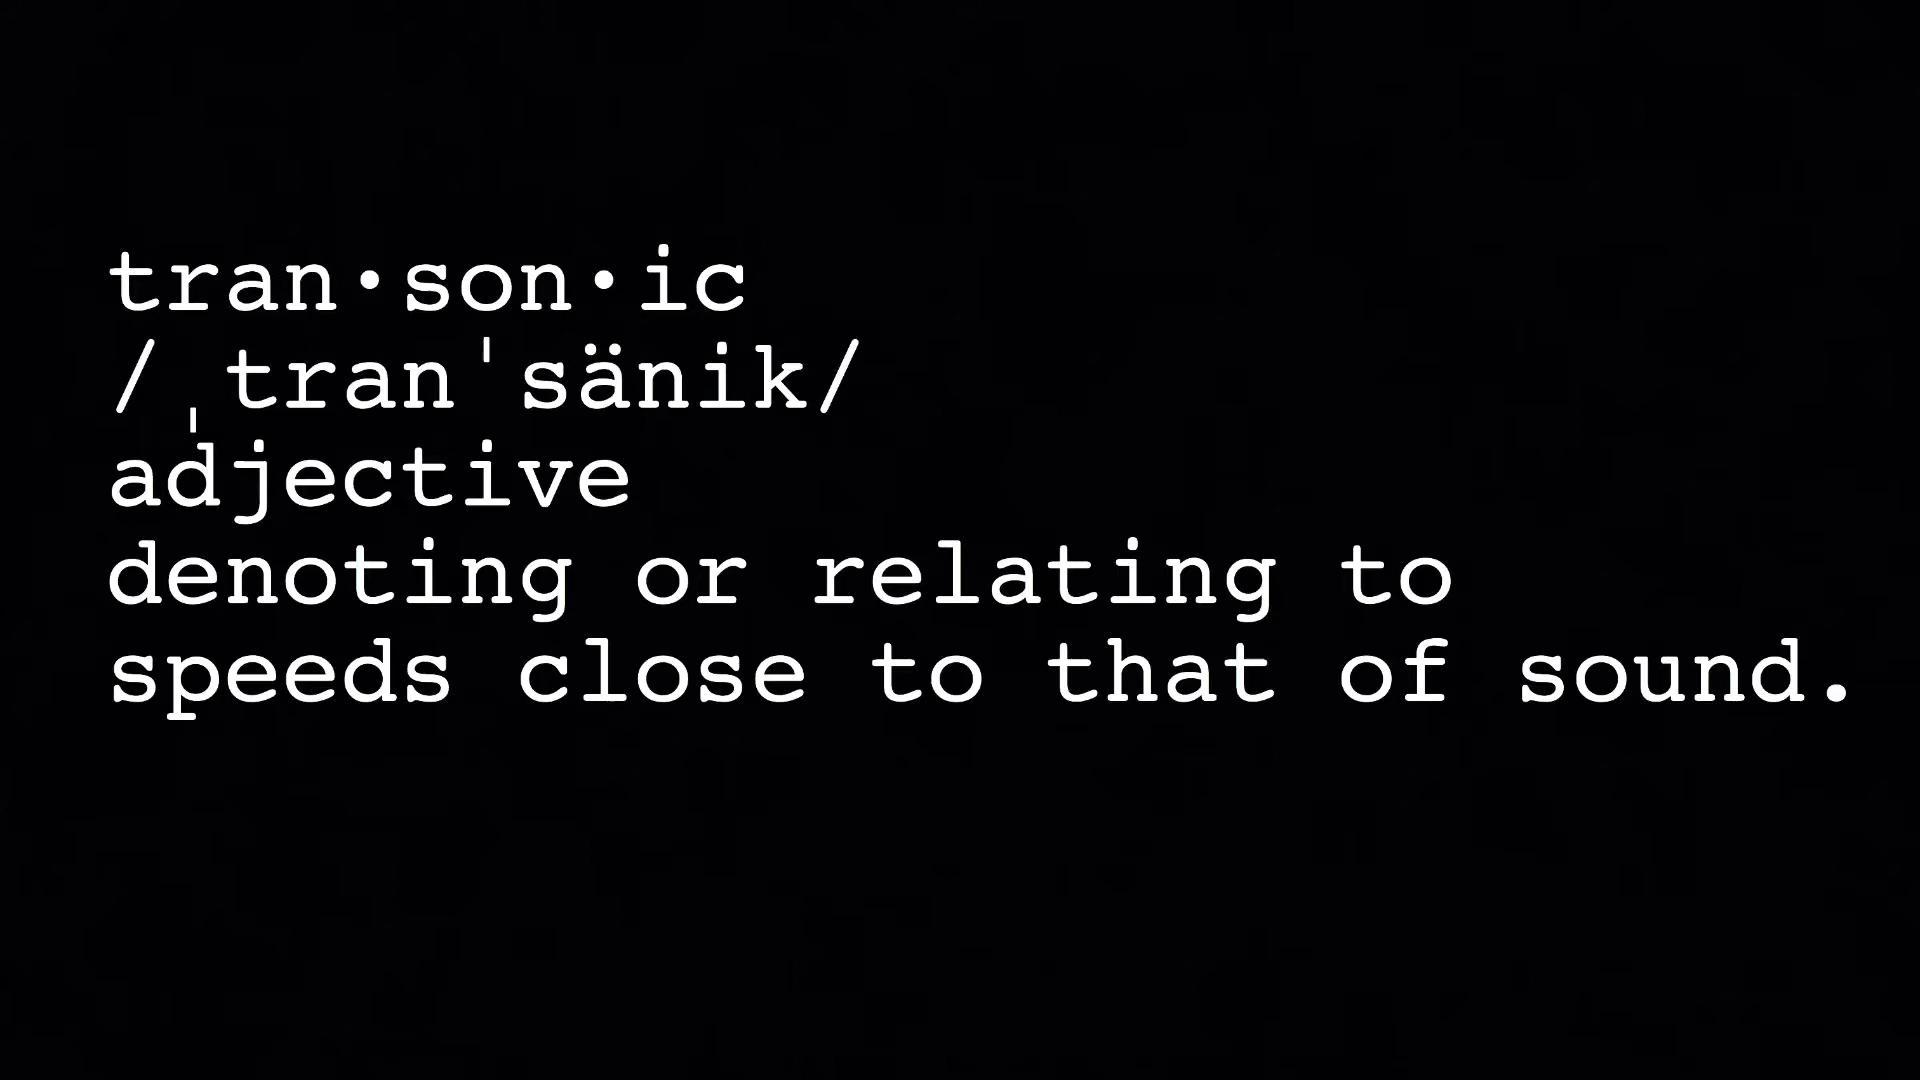 tran·son·ic
/ˌtranˈsänik/
adjective
denoting or relating to
speeds close to that of sound.